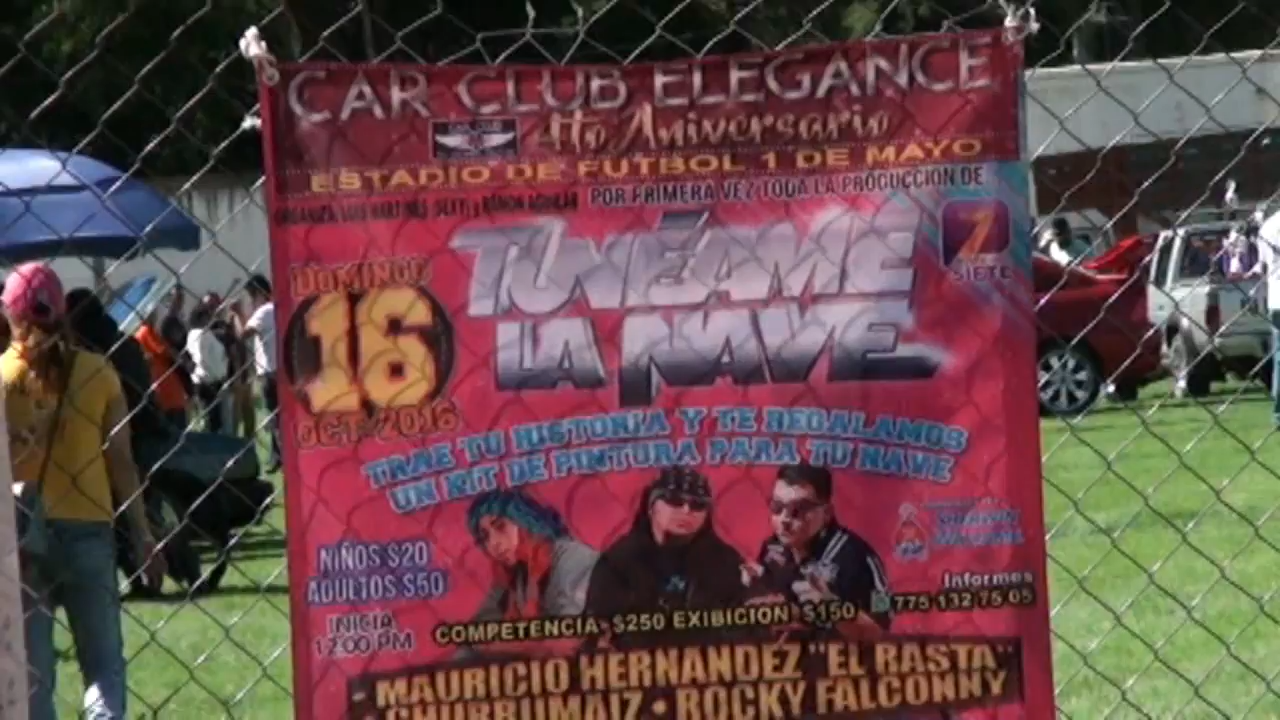 CAR CLUB ELEGANCE
4to Aniversario
ESTADIO DE FUTBOL 1 DE MAYO
POR PRIMERA VEZ TODA LA PRODUCCION DE
TUNÉAME
LA NAVE
7
SIETE
DOMINGO
16
OCT 2016
TRAE TU HISTORIA Y TE REGALAMOS
UN KIT DE PINTURA PARA TU NAVE
NIÑOS $20
ADULTOS $50
INICIA
12:00 PM
SHERWIN
WILLIAMS
Informes
775 132 75 05
COMPETENCIA $250 EXIBICION $150
- MAURICIO HERNANDEZ "EL RASTA"
• CHURRUMAIZ • ROCKY FALCONNY